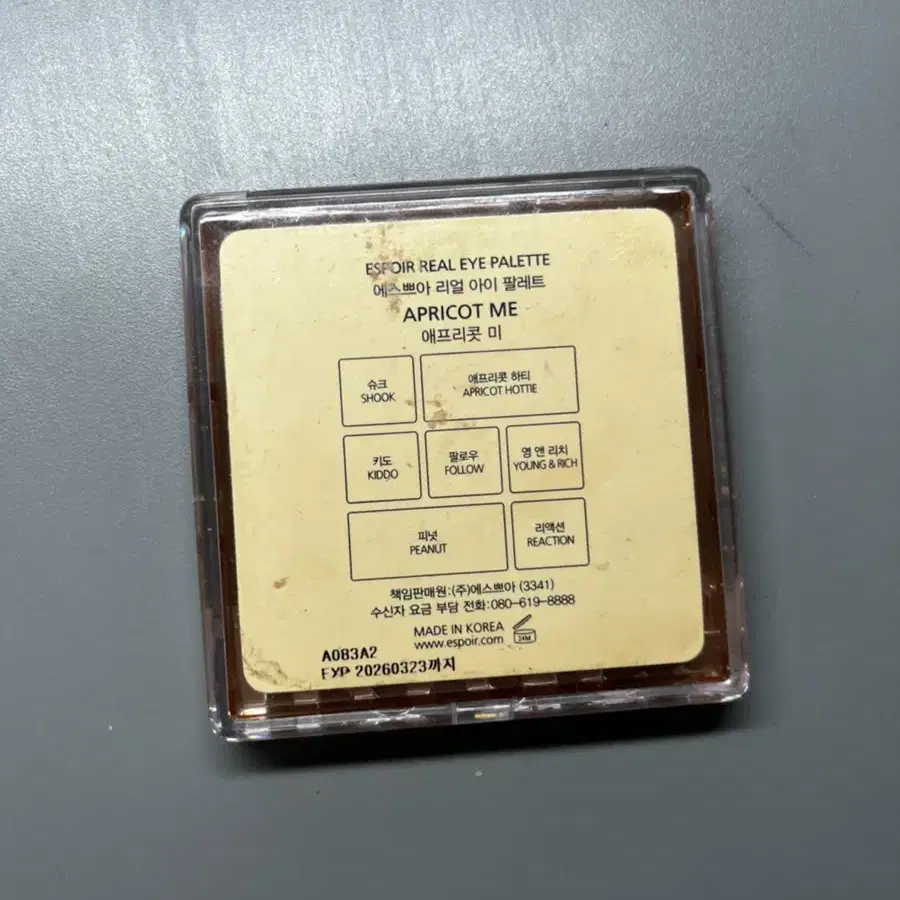 ESPOIR REAL EYE PALETTE
에스쁘아 리얼 아이 팔레트
APRICOT ME
애프리콧 미
슈크
SHOOK
애프리콧 하티
APRICOT HOTTIE
키도
KIDDO
팔로우
FOLLOW
영 앤 리치
YOUNG & RICH
피넛
PEANUT
리액션
REACTION
책임판매원:(주)에스쁘아 (3341)
수신자 요금 부담 전화:080-619-8888
MADE IN KOREA
www.espoir.com
24M
A083A2
EXP 20260323까지